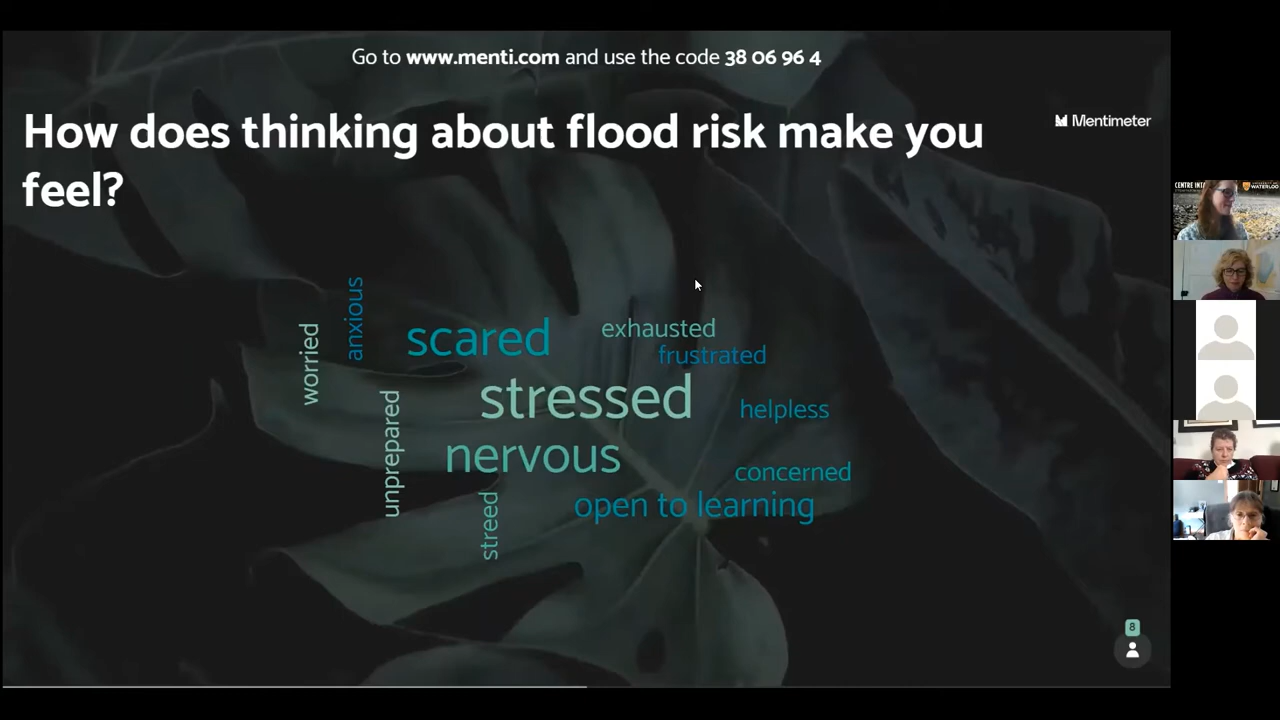 Go to www.menti.com and use the code 38 06 96 4
How does thinking about flood risk make you
feel?
Mentimeter
CENTRE
WATERLOO
anxious
worried
scared
exhausted
frustrated
stressed
helpless
unprepared
nervous
concerned
open to learning
streed
8